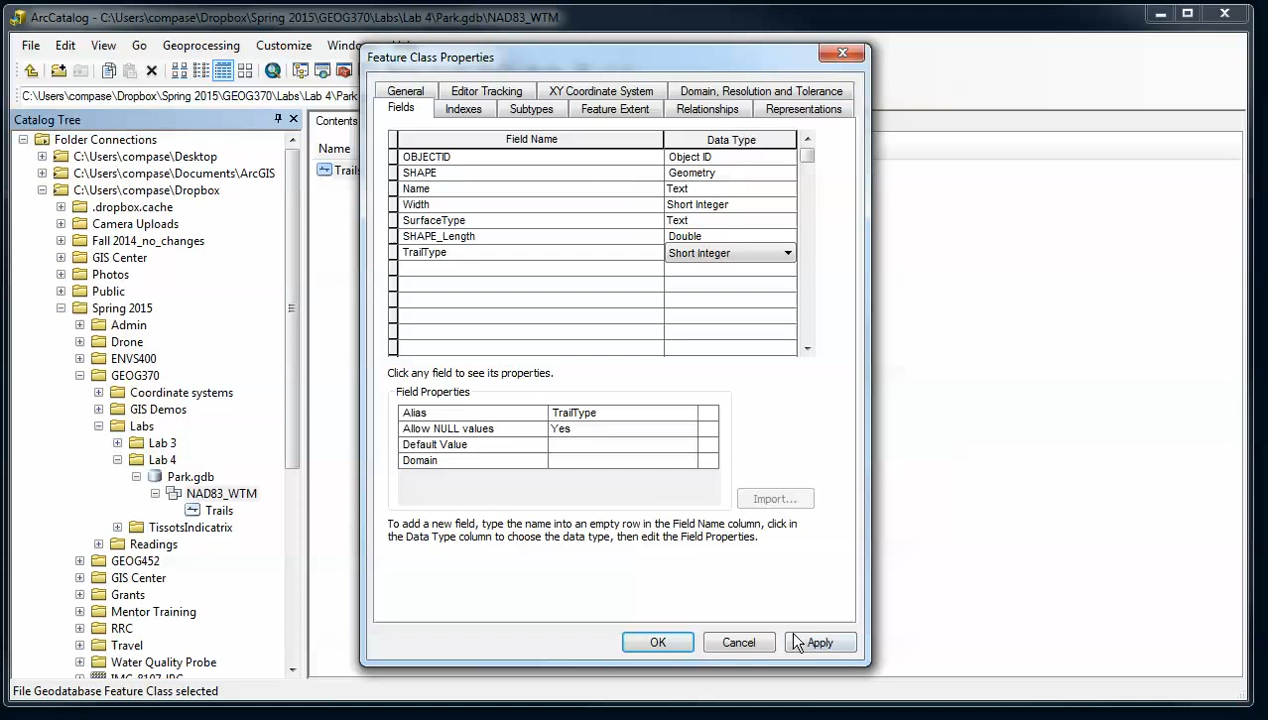 ArcCatalog - C:\Users\compase\Dropbox\Spring 2015\GEOG370\Labs\Lab 4\Park.gdb\NAD83_WTM
File Edit View Go Geoprocessing Customize Windo
C:\Users\compase\Dropbox\Spring 2015\GEOG370\Labs\Lab 4\Park
Catalog Tree
Folder Connections
C:\Users\compase\Desktop
C:\Users\compase\Documents\ArcGIS
C:\Users\compase\Dropbox
.dropbox.cache
Camera Uploads
Fall 2014_no_changes
GIS Center
Photos
Public
Spring 2015
Admin
Drone
ENVS400
GEOG370
Coordinate systems
GIS Demos
Labs
Lab 3
Lab 4
Park.gdb
NAD83_WTM
Trails
TissotsIndicatrix
Readings
GEOG452
GIS Center
Grants
Mentor Training
RRC
Travel
Water Quality Probe
Contents
Name
Trails
Feature Class Properties
General Editor Tracking XY Coordinate System Domain, Resolution and Tolerance
Fields Indexes Subtypes Feature Extent Relationships Representations
Field Name Data Type
OBJECTID Object ID
SHAPE Geometry
Name Text
Width Short Integer
SurfaceType Text
SHAPE_Length Double
TrailType Short Integer
Click any field to see its properties.
Field Properties
Alias TrailType
Allow NULL values Yes
Default Value
Domain
Import...
To add a new field, type the name into an empty row in the Field Name column, click in
the Data Type column to choose the data type, then edit the Field Properties.
OK Cancel Apply
File Geodatabase Feature Class selected